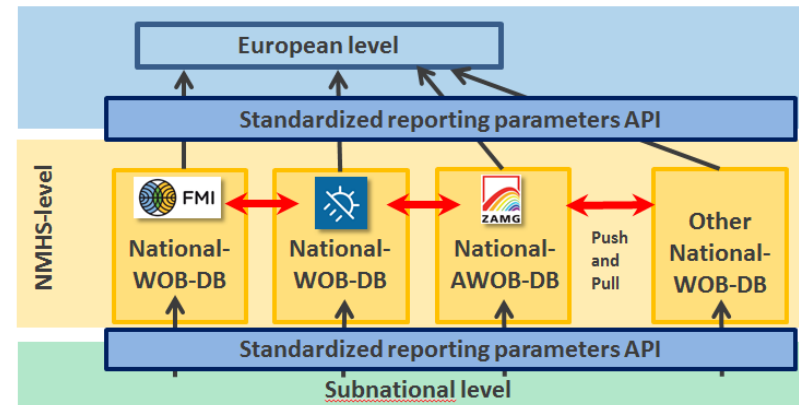 European level
Standardized reporting parameters API
NMHS-level
FMI
National-
WOB-DB
National-
WOB-DB
ZAMG
National-
AWOB-DB
Push
and
Pull
Other
National-
WOB-DB
Standardized reporting parameters API
Subnational level